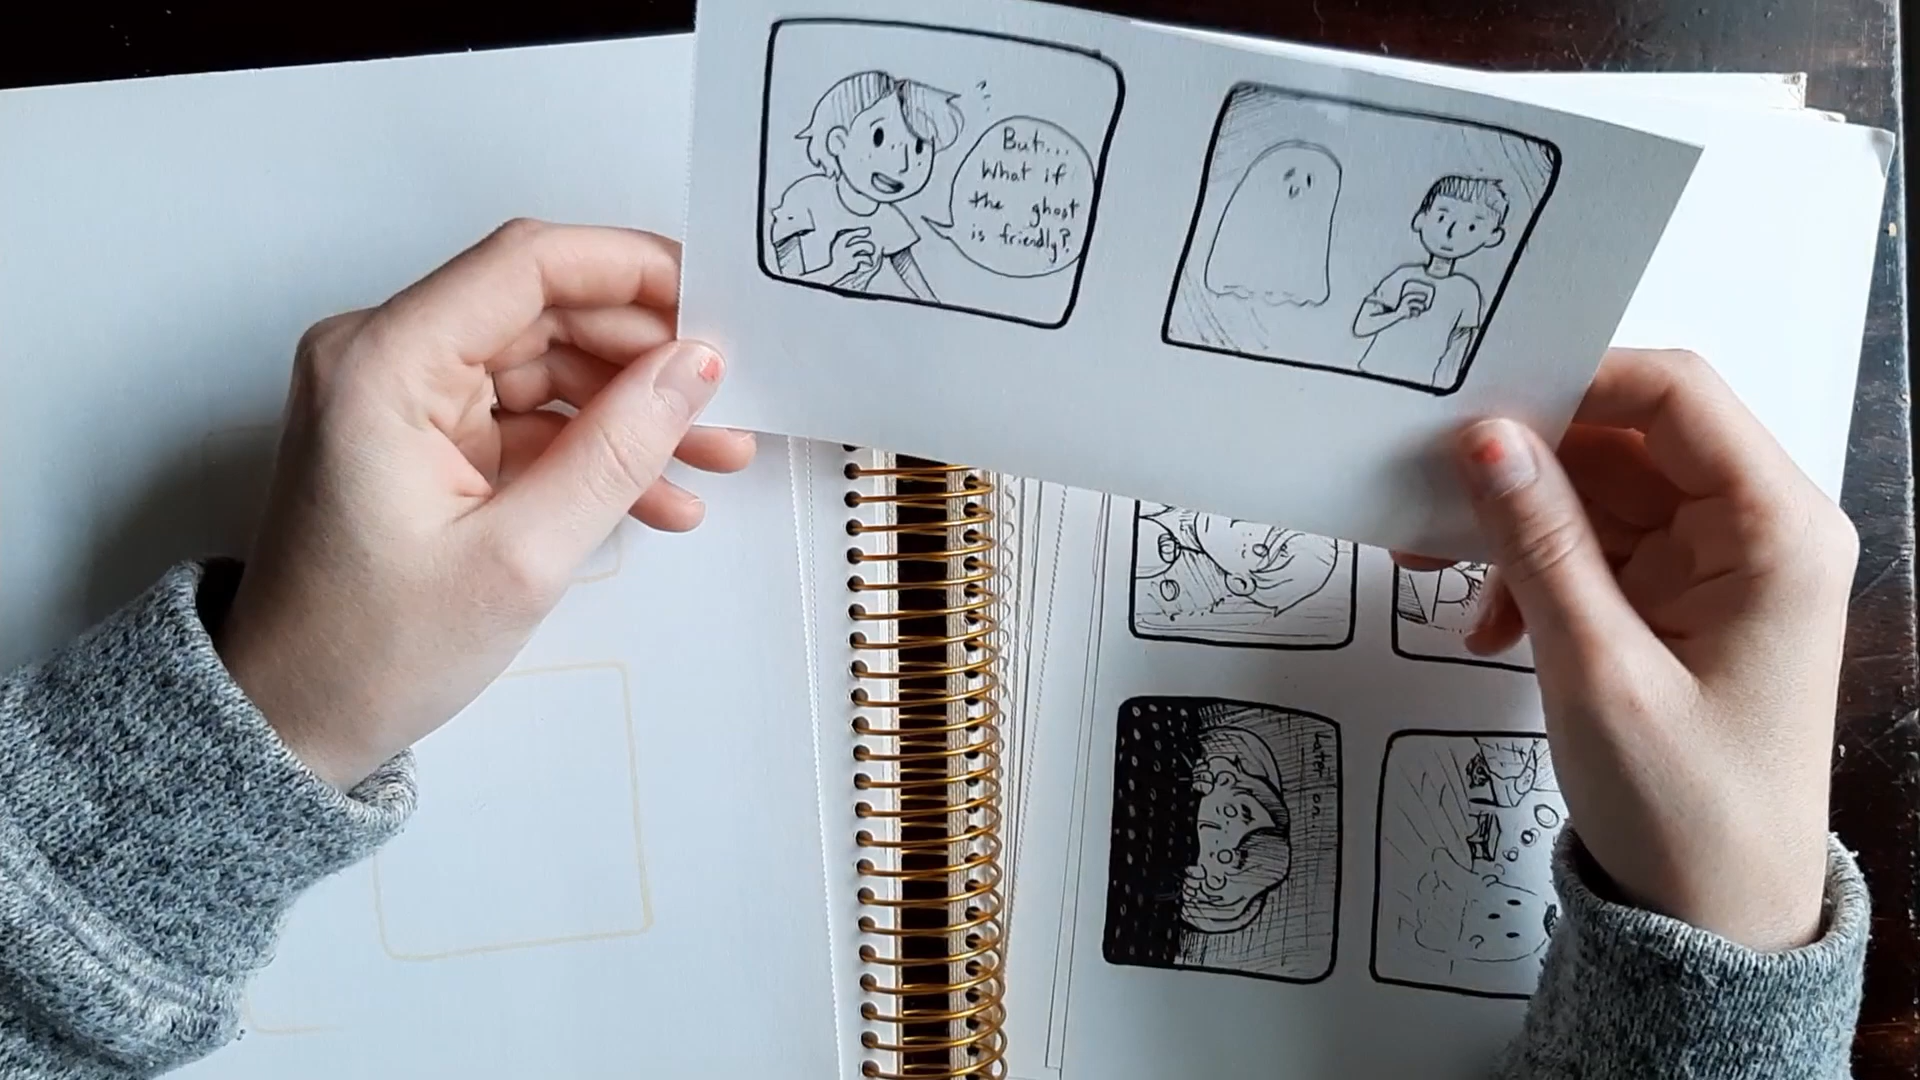 But...
What if
the ghost
is friendly?
Later on...